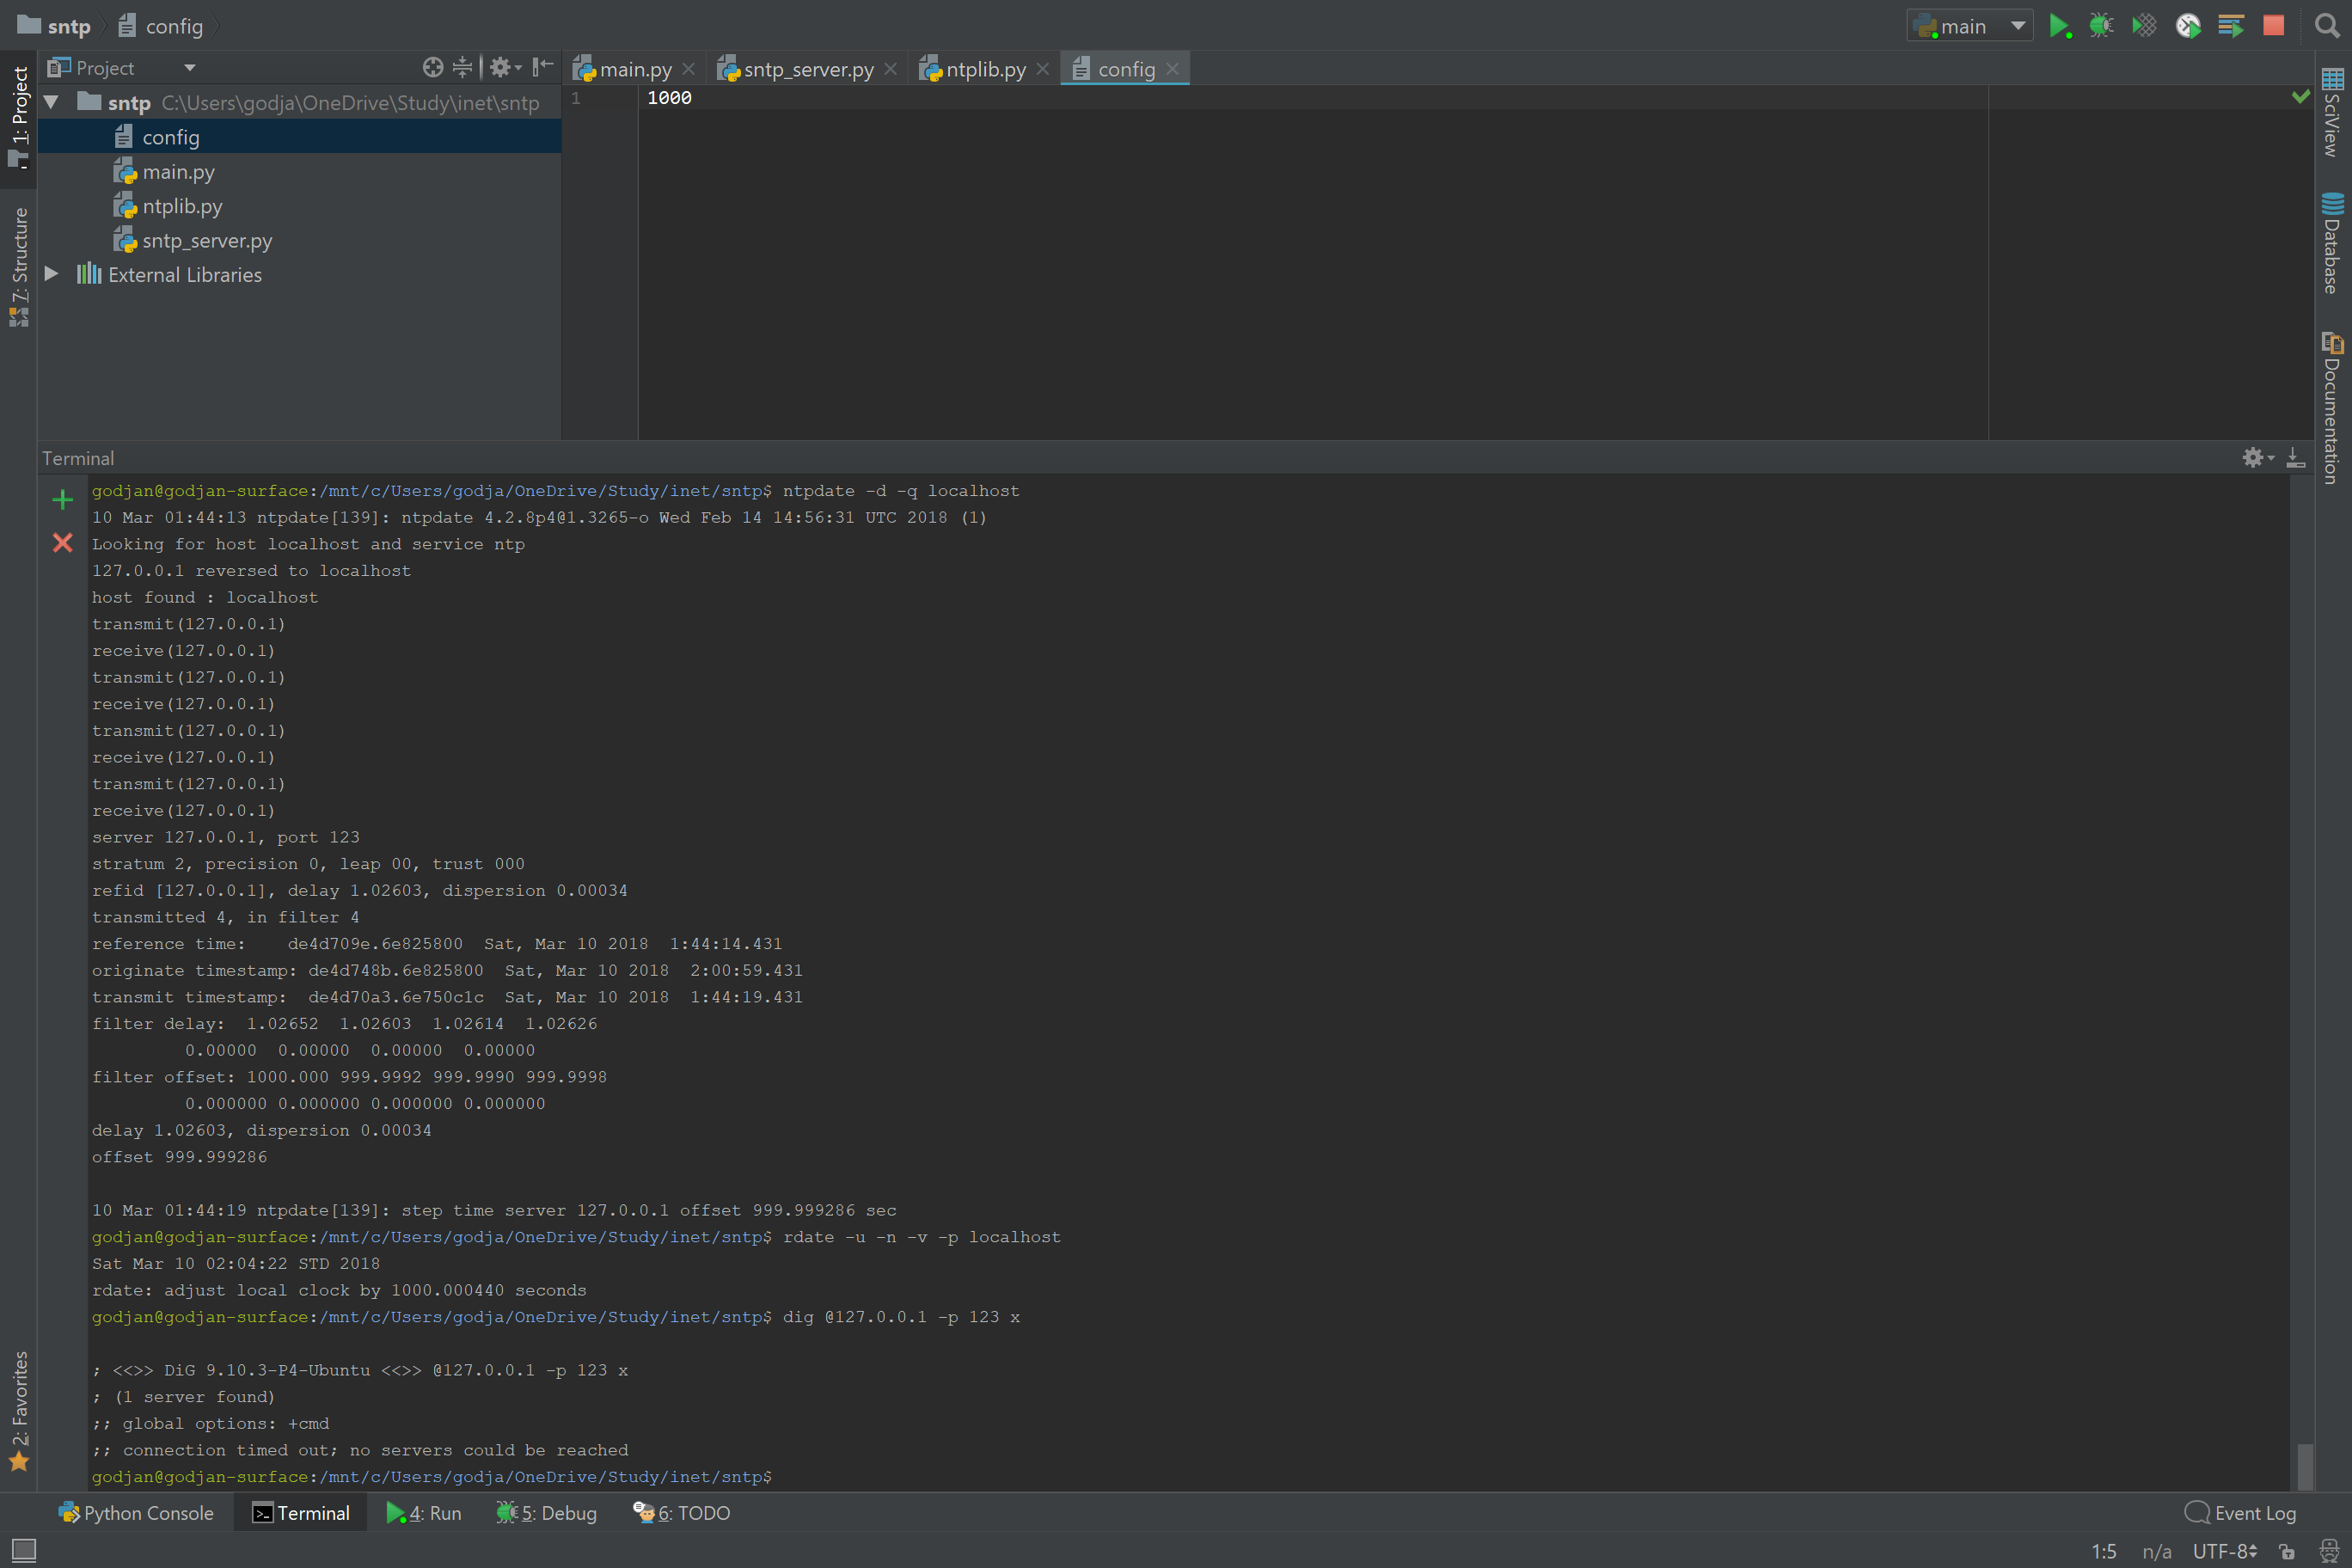 sntp config
main
1: Project
7: Structure
2: Favorites
Project
sntp C:\Users\godja\OneDrive\Study\inet\sntp
config
main.py
ntplib.py
sntp_server.py
External Libraries
main.py sntp_server.py ntplib.py config
1 1000
SciView
Database
Documentation
Terminal
godjan@godjan-surface:/mnt/c/Users/godja/OneDrive/Study/inet/sntp$ ntpdate -d -q localhost
10 Mar 01:44:13 ntpdate[139]: ntpdate 4.2.8p4@1.3265-o Wed Feb 14 14:56:31 UTC 2018 (1)
Looking for host localhost and service ntp
127.0.0.1 reversed to localhost
host found : localhost
transmit(127.0.0.1)
receive(127.0.0.1)
transmit(127.0.0.1)
receive(127.0.0.1)
transmit(127.0.0.1)
receive(127.0.0.1)
transmit(127.0.0.1)
receive(127.0.0.1)
server 127.0.0.1, port 123
stratum 2, precision 0, leap 00, trust 000
refid [127.0.0.1], delay 1.02603, dispersion 0.00034
transmitted 4, in filter 4
reference time:    de4d709e.6e825800  Sat, Mar 10 2018  1:44:14.431
originate timestamp: de4d748b.6e825800  Sat, Mar 10 2018  2:00:59.431
transmit timestamp:  de4d70a3.6e750c1c  Sat, Mar 10 2018  1:44:19.431
filter delay:  1.02652  1.02603  1.02614  1.02626
0.00000  0.00000  0.00000  0.00000
filter offset: 1000.000 999.9992 999.9990 999.9998
0.000000 0.000000 0.000000 0.000000
delay 1.02603, dispersion 0.00034
offset 999.999286
10 Mar 01:44:19 ntpdate[139]: step time server 127.0.0.1 offset 999.999286 sec
godjan@godjan-surface:/mnt/c/Users/godja/OneDrive/Study/inet/sntp$ rdate -u -n -v -p localhost
Sat Mar 10 02:04:22 STD 2018
rdate: adjust local clock by 1000.000440 seconds
godjan@godjan-surface:/mnt/c/Users/godja/OneDrive/Study/inet/sntp$ dig @127.0.0.1 -p 123 x
; <<>> DiG 9.10.3-P4-Ubuntu <<>> @127.0.0.1 -p 123 x
; (1 server found)
;; global options: +cmd
;; connection timed out; no servers could be reached
godjan@godjan-surface:/mnt/c/Users/godja/OneDrive/Study/inet/sntp$
Python Console Terminal 4: Run 5: Debug 6: TODO Event Log
1:5 n/a UTF-8